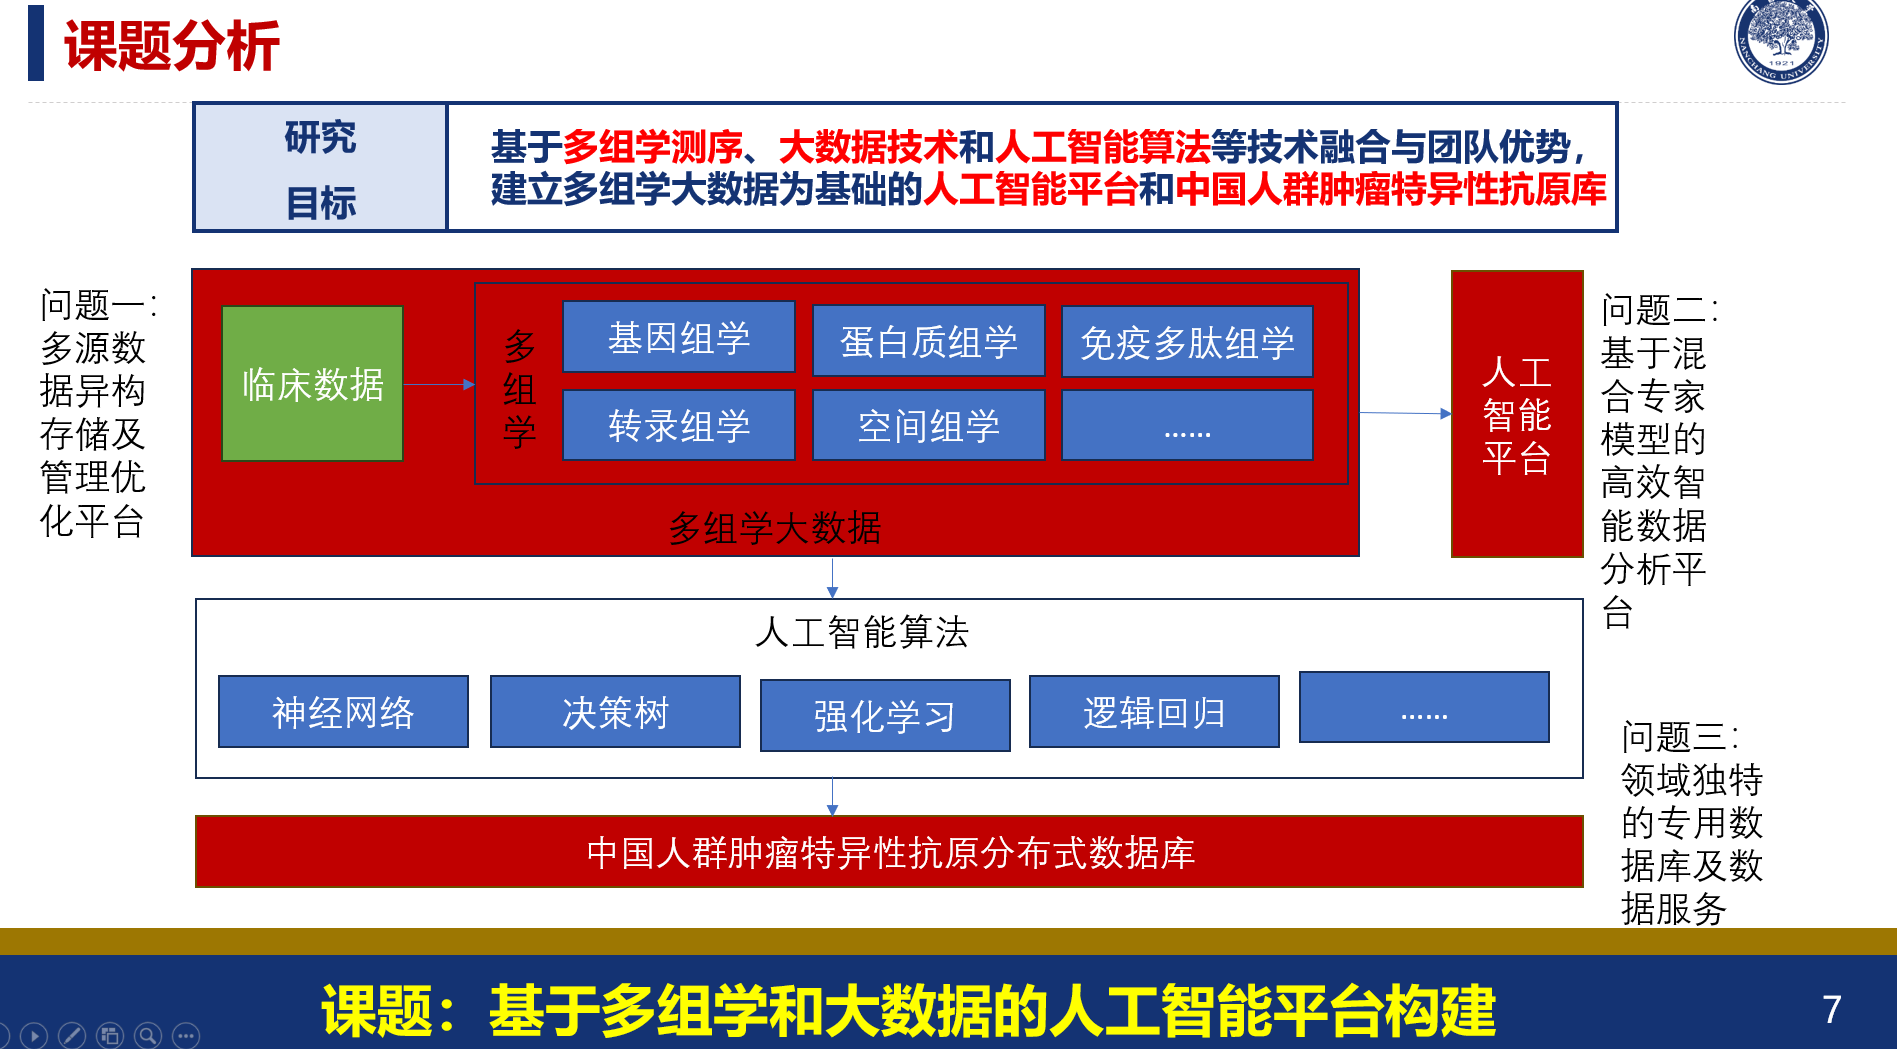 课题分析
NANCHANG UNIVERSITY
1921
研究
目标
基于多组学测序、大数据技术和人工智能算法等技术融合与团队优势，
建立多组学大数据为基础的人工智能平台和中国人群肿瘤特异性抗原库
问题一：
多源数
据异构
存储及
管理优
化平台
临床数据
多
组
学
基因组学
蛋白质组学
免疫多肽组学
转录组学
空间组学
......
多组学大数据
人工
智能
平台
问题二：
基于混
合专家
模型的
高效智
能数据
分析平
台
人工智能算法
神经网络
决策树
强化学习
逻辑回归
......
问题三：
领域独特
的专用数
据库及数
据服务
中国人群肿瘤特异性抗原分布式数据库
课题：基于多组学和大数据的人工智能平台构建
7